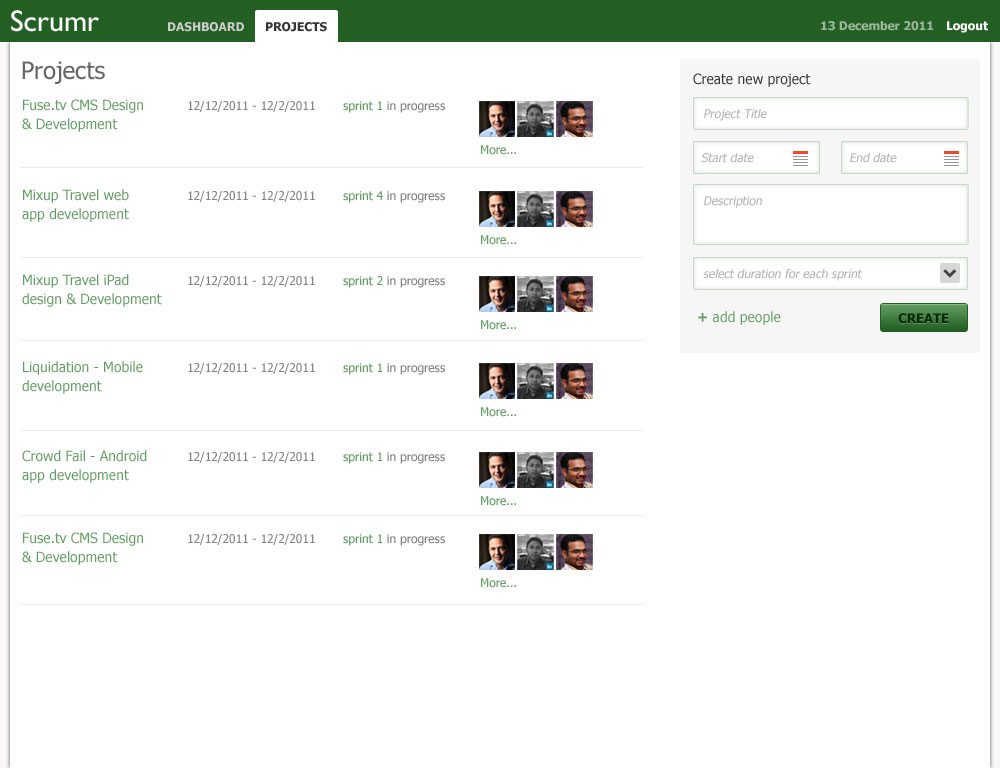 Scrumr
DASHBOARD
PROJECTS
13 December 2011
Logout
Projects
Fuse.tv CMS Design
& Development
12/12/2011 - 12/2/2011
sprint 1 in progress
More...
Mixup Travel web
app development
12/12/2011 - 12/2/2011
sprint 4 in progress
More...
Mixup Travel iPad
design & Development
12/12/2011 - 12/2/2011
sprint 2 in progress
More...
Liquidation - Mobile
development
12/12/2011 - 12/2/2011
sprint 1 in progress
More...
Crowd Fail - Android
app development
12/12/2011 - 12/2/2011
sprint 1 in progress
More...
Fuse.tv CMS Design
& Development
12/12/2011 - 12/2/2011
sprint 1 in progress
More...
Create new project
Project Title
Start date
End date
Description
select duration for each sprint
+ add people
CREATE